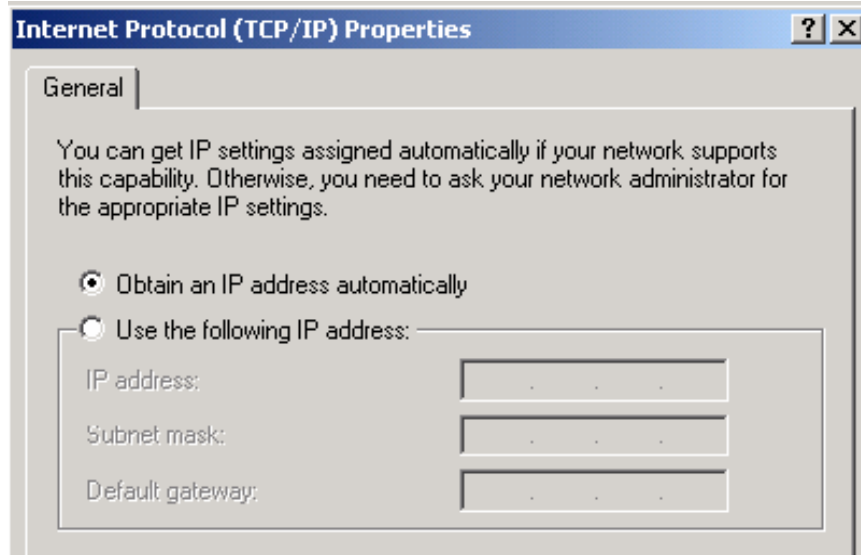 Internet Protocol (TCP/IP) Properties
General
You can get IP settings assigned automatically if your network supports
this capability. Otherwise, you need to ask your network administrator for
the appropriate IP settings.
Obtain an IP address automatically
Use the following IP address:
IP address:
Subnet mask:
Default gateway: